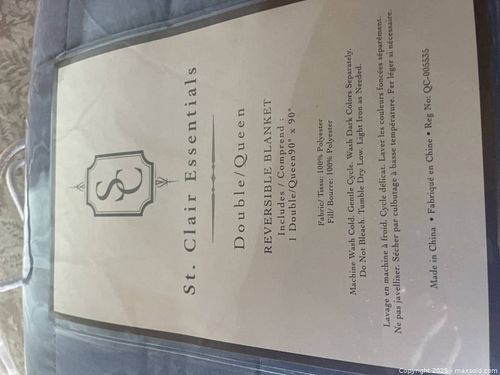 SC
St. Clair Essentials
Double/Queen
REVERSIBLE BLANKET
Includes / Comprend :
1 Double/Queen90" x 90"
Fabric/ Tissu: 100% Polyester
Fill/ Bourre: 100% Polyester
Machine Wash Cold. Gentle Cycle. Wash Dark Colors Separately.
Do Not Bleach. Tumble Dry Low. Light Iron as Needed.
Lavage en machine à froid. Cycle délicat. Laver les couleurs foncées séparément.
Ne pas javelliser. Sécher par culbutage à basse température. Fer léger si nécessaire.
Made in China • Fabriqué en Chine • Reg No: QC-005535
Copyright 2025 - maxsold.com